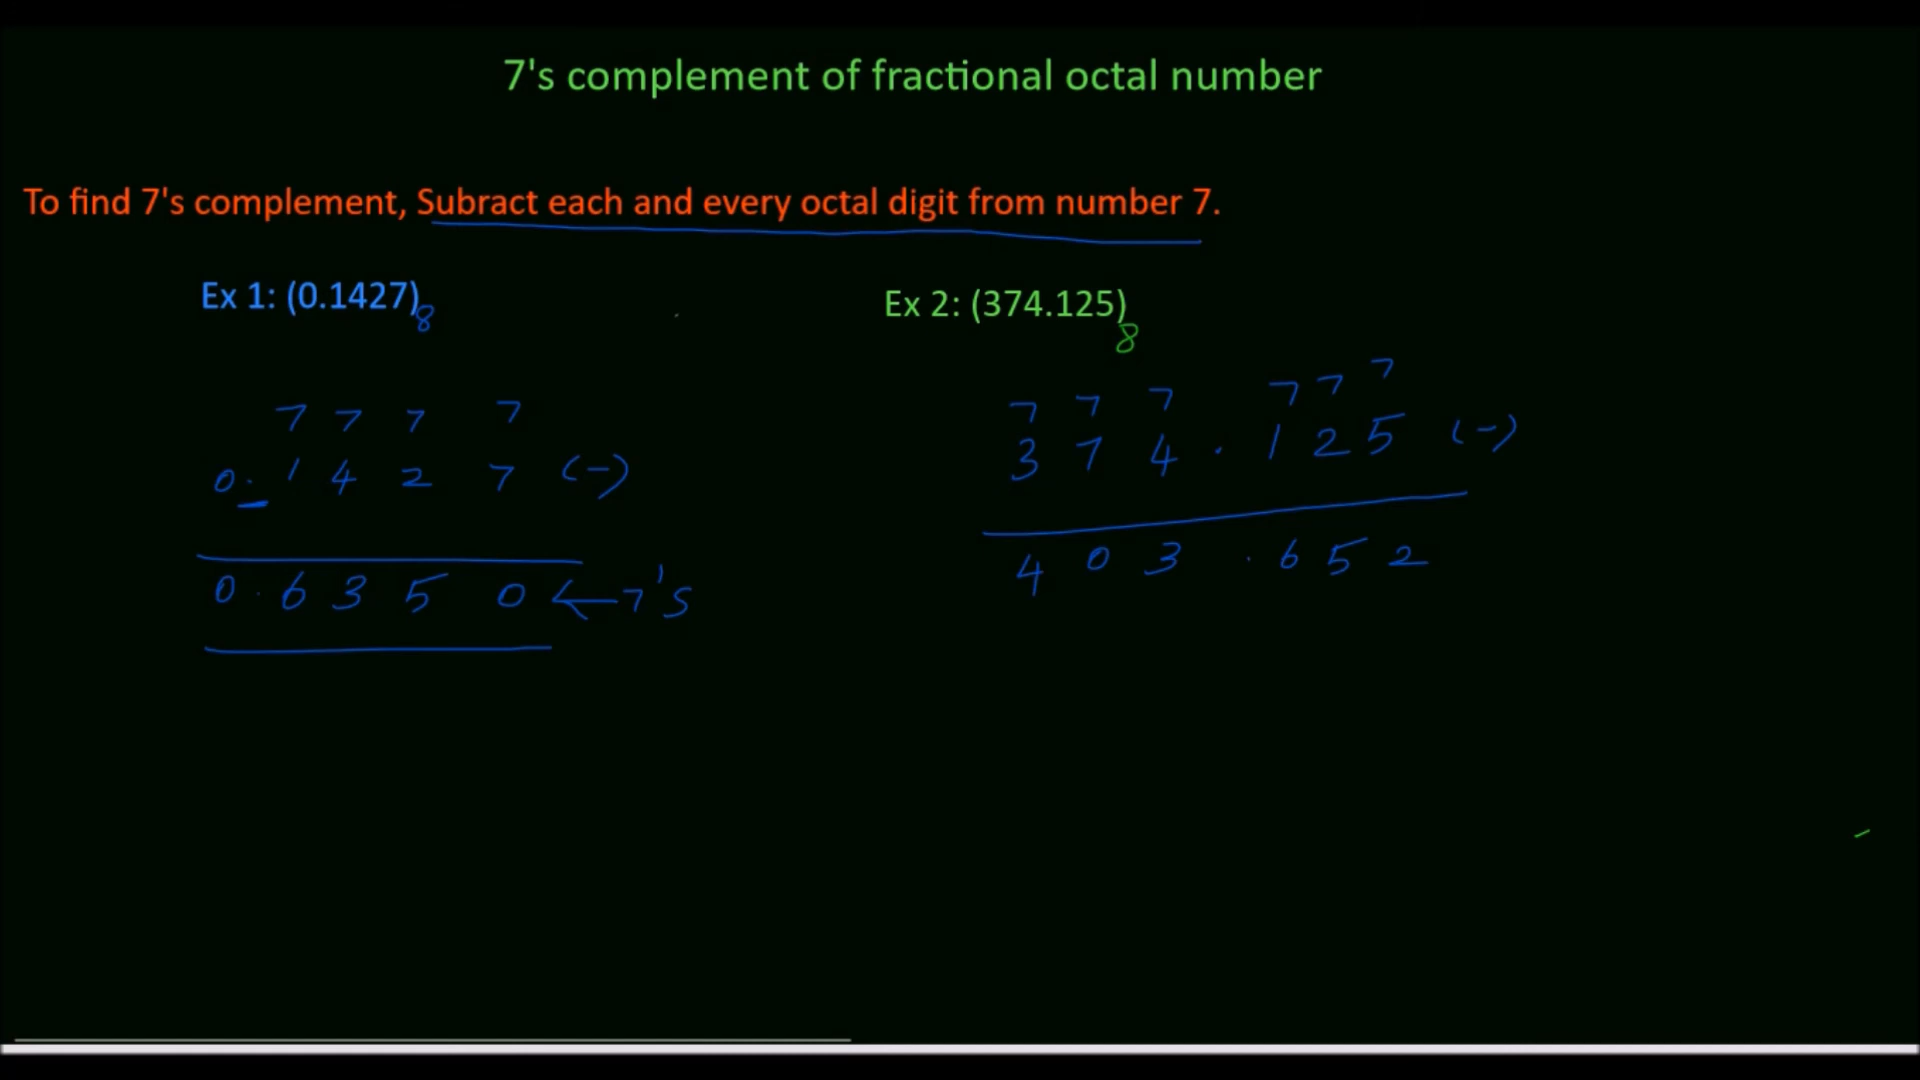 7's complement of fractional octal number
To find 7's complement, Subract each and every octal digit from number 7.
Ex 1: (0.1427)8
7 7 7 7
0.1 4 2 7 (-)
0.6 3 5 0 ← 7's
Ex 2: (374.125)8
7 7 7 7 7 7
3 7 4 . 1 2 5 (-)
4 0 3 . 6 5 2